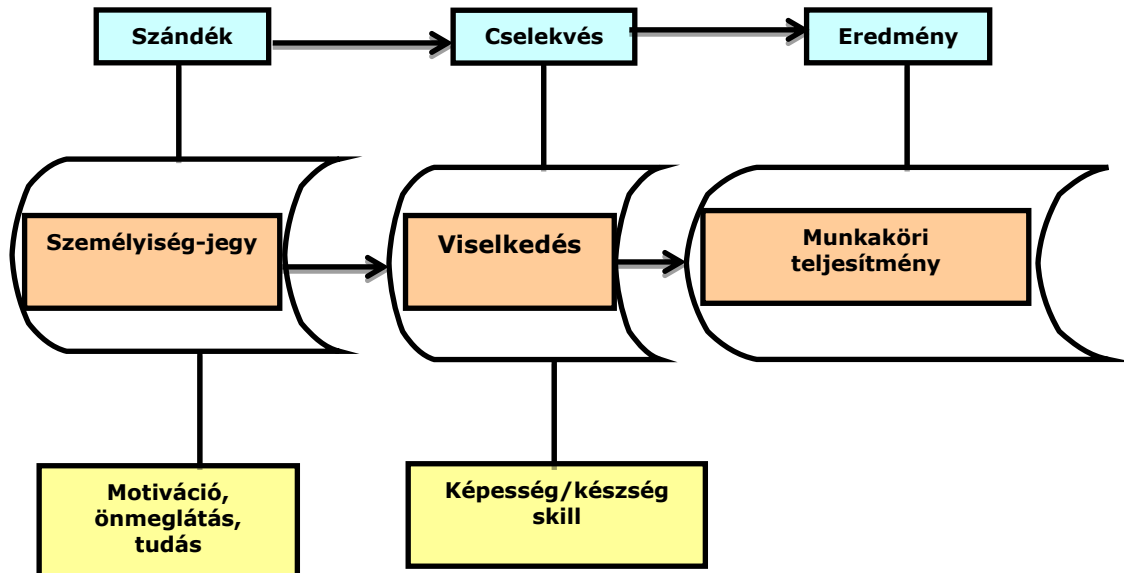 Szándék
Cselekvés
Eredmény
Személyiség-jegy
Viselkedés
Munkaköri
teljesítmény
Motiváció,
önmeglátás,
tudás
Képesség/készség
skill